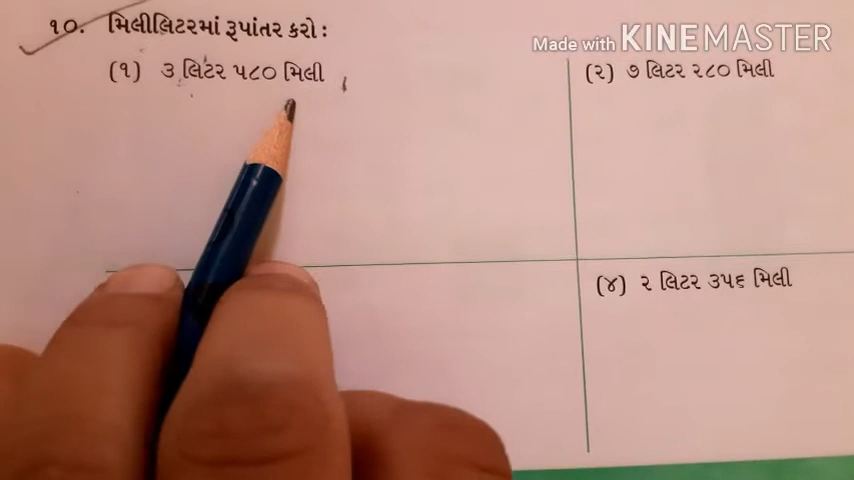 Made with KINEMASTER
૧૦. મિલીલિટરમાં રૂપાંતર કરો :
(૧) ૩ લિટર ૫૮૦ મિલી
(૨) ૭ લિટર ૨૮૦ મિલી
(૪) ૨ લિટર ૩૫૬ મિલી